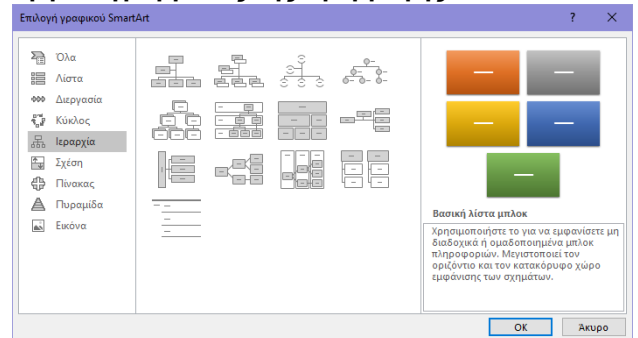 Επιλογή γραφικού SmartArt
Όλα
Λίστα
Διεργασία
Κύκλος
Ιεραρχία
Σχέση
Πίνακας
Πυραμίδα
Εικόνα
Βασική λίστα μπλοκ
Χρησιμοποιήστε το για να εμφανίσετε μη
διαδοχικά ή ομαδοποιημένα μπλοκ
πληροφοριών. Μεγιστοποιεί τον
οριζόντιο και τον κατακόρυφο χώρο
εμφάνισης των σχημάτων.
OK
Άκυρο